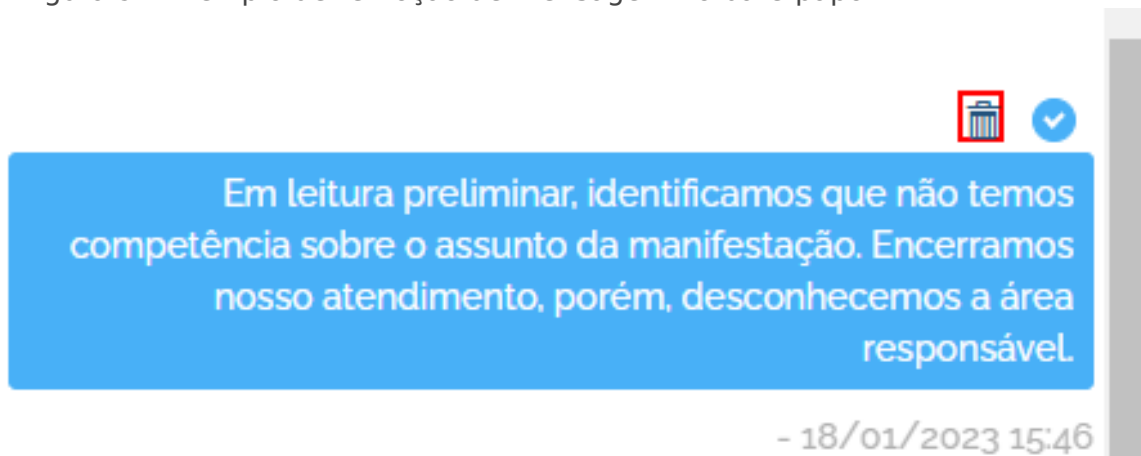 Em leitura preliminar, identificamos que não temos
competência sobre o assunto da manifestação. Encerramos
nosso atendimento, porém, desconhecemos a área
responsável.
- 18/01/2023 15:46